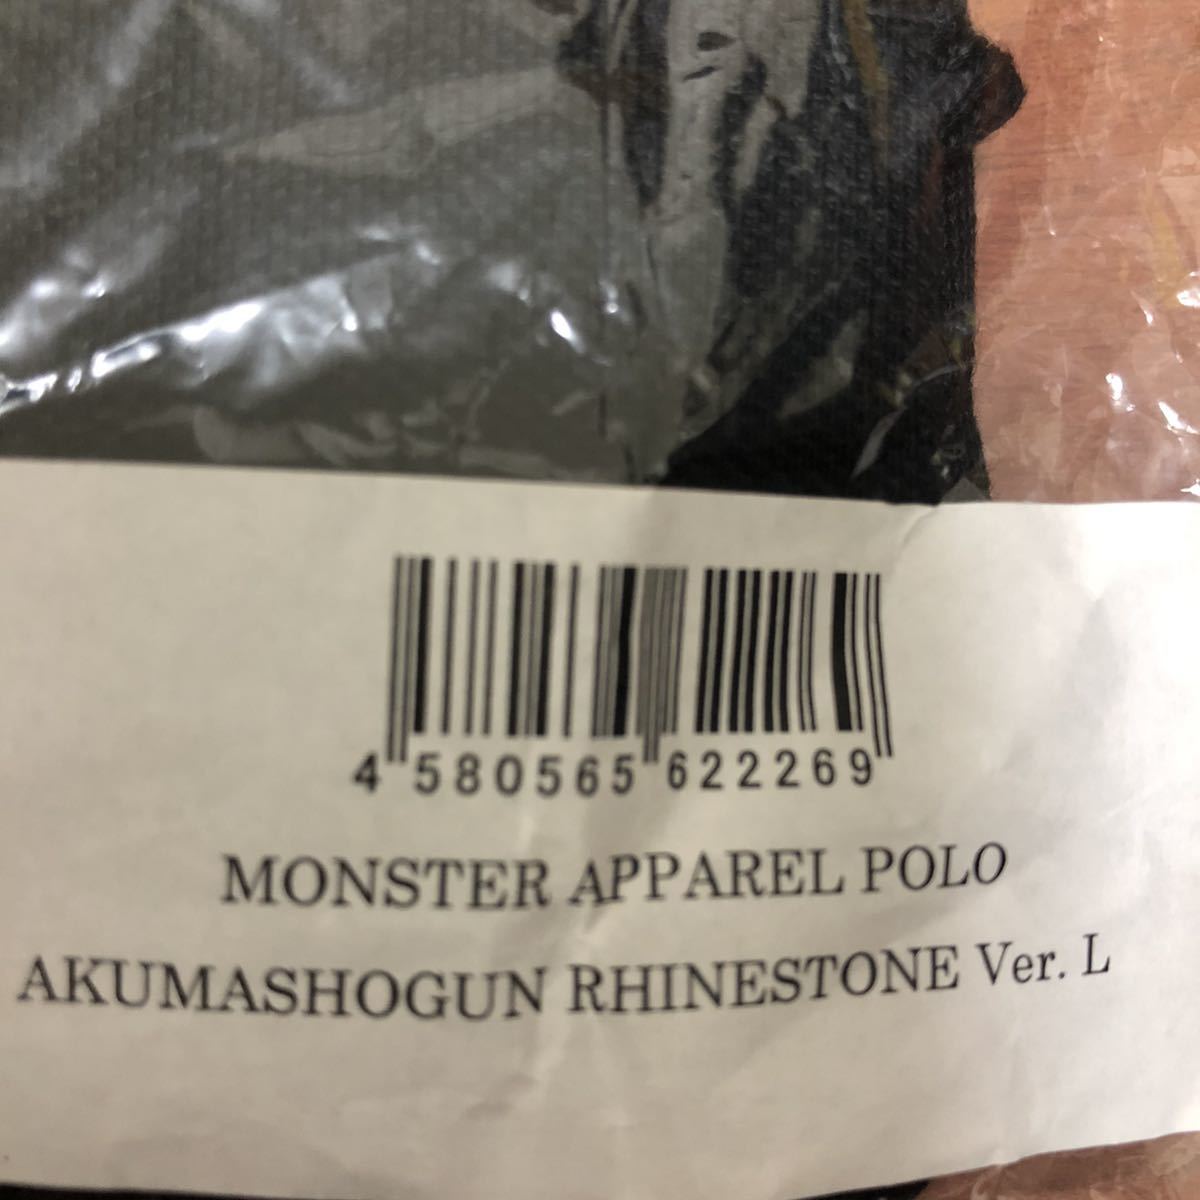 4 580565 622269
MONSTER APPAREL POLO
AKUMASHOGUN RHINESTONE Ver. L